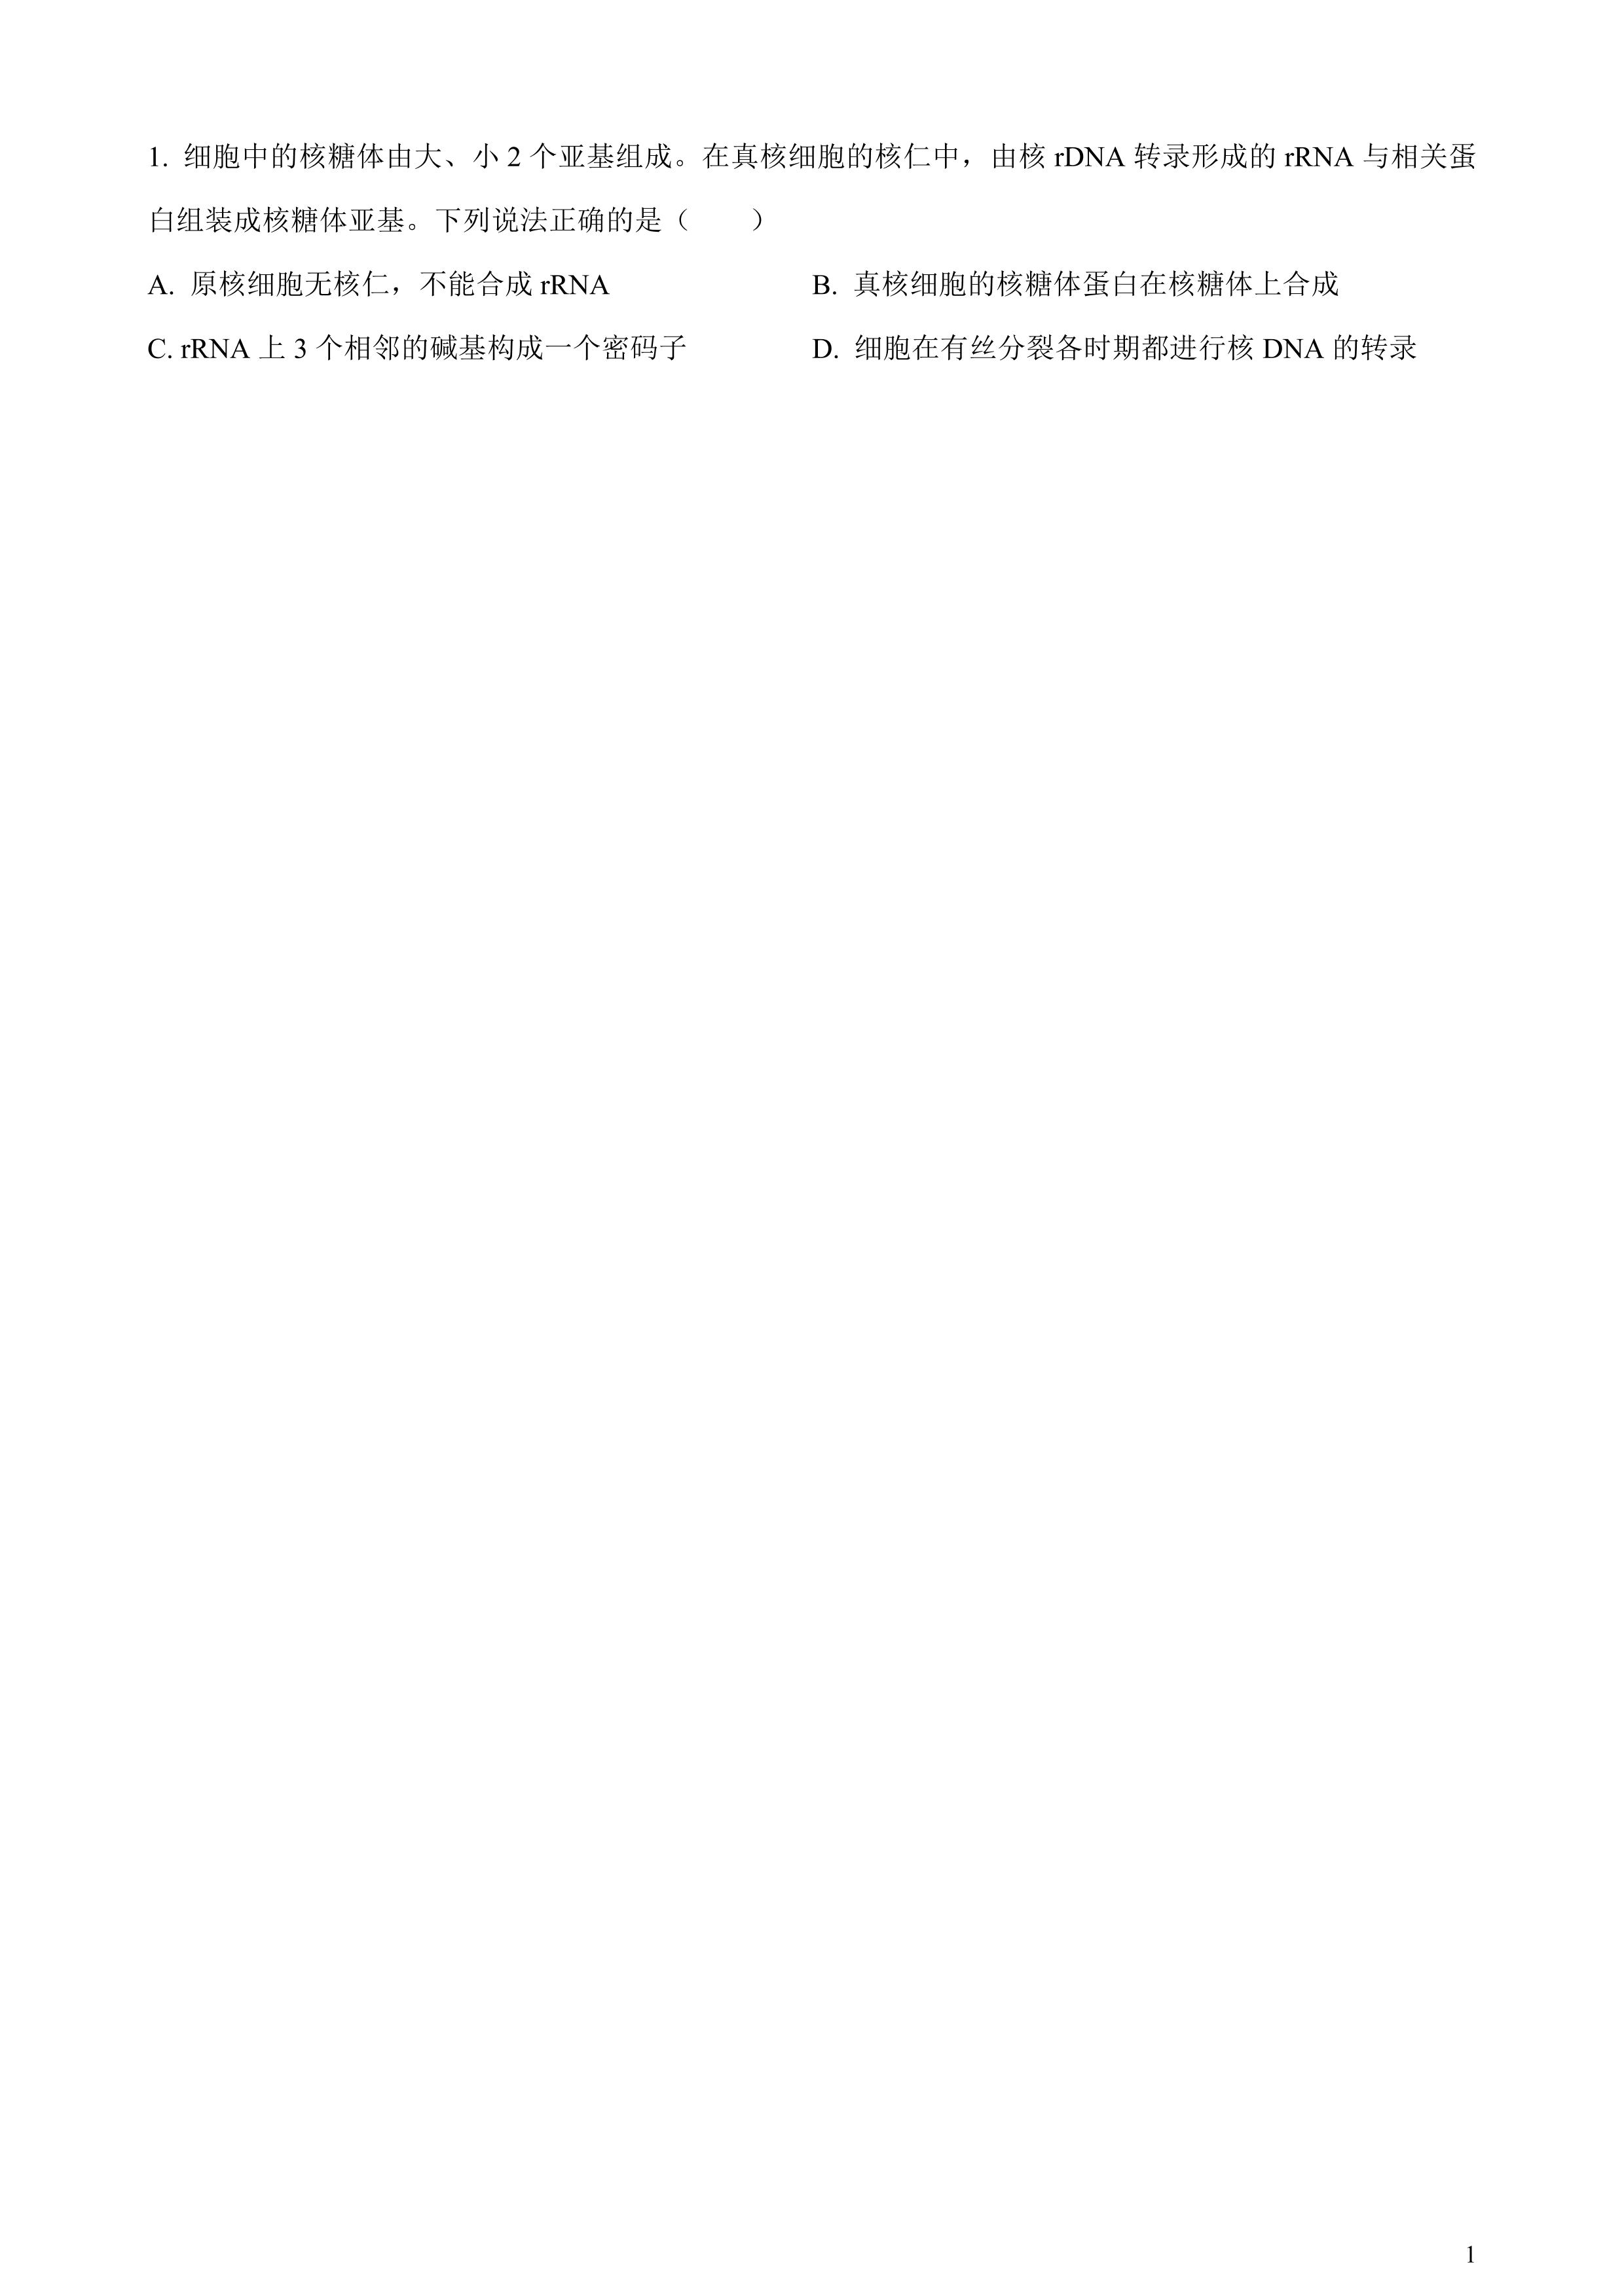 1. 细胞中的核糖体由大、小 2 个亚基组成。在真核细胞的核仁中，由核 rDNA 转录形成的 rRNA 与相关蛋
白组装成核糖体亚基。下列说法正确的是（　　）
A. 原核细胞无核仁，不能合成 rRNA　　B. 真核细胞的核糖体蛋白在核糖体上合成
C. rRNA 上 3 个相邻的碱基构成一个密码子　　D. 细胞在有丝分裂各时期都进行核 DNA 的转录
1